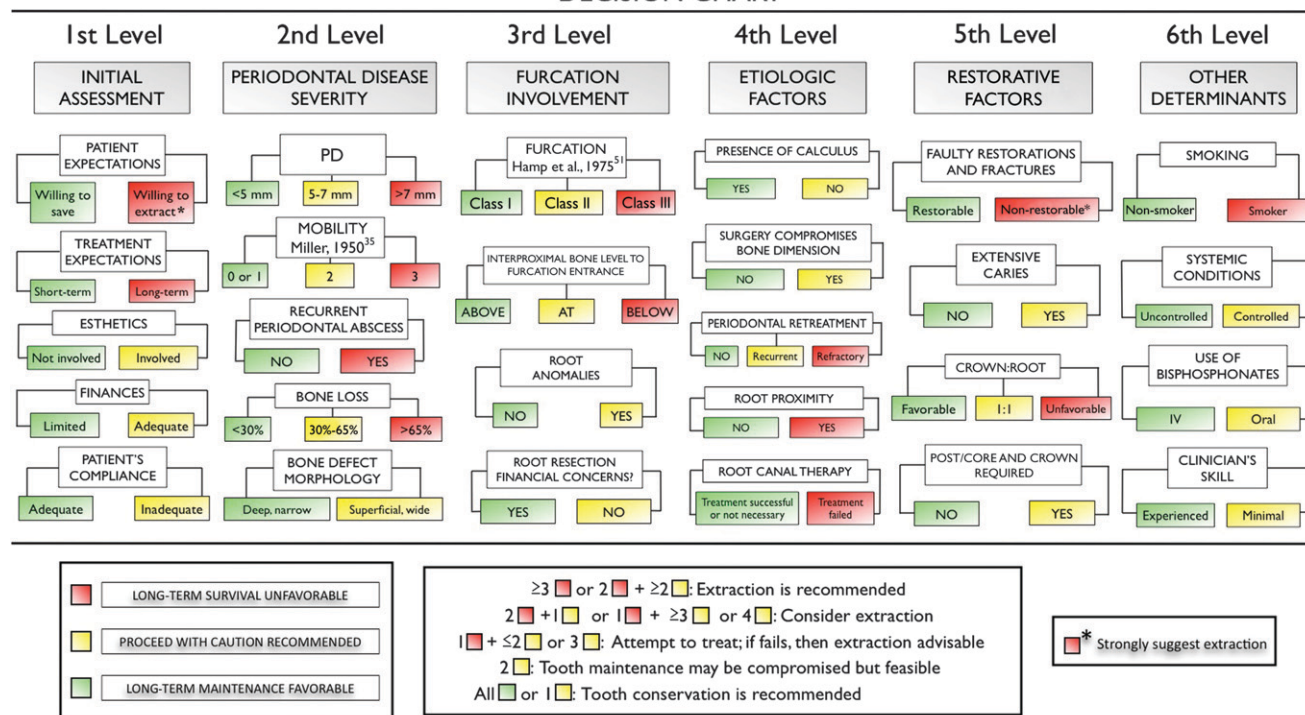 DECISION CHART
1st Level
INITIAL
ASSESSMENT
PATIENT
EXPECTATIONS
Willing to
save
Willing to
extract*
TREATMENT
EXPECTATIONS
Short-term
Long-term
ESTHETICS
Not involved
Involved
FINANCES
Limited
Adequate
PATIENT'S
COMPLIANCE
Adequate
Inadequate
2nd Level
PERIODONTAL DISEASE
SEVERITY
PD
<5 mm
5-7 mm
>7 mm
MOBILITY
Miller, 1950³⁵
0 or 1
2
3
RECURRENT
PERIODONTAL ABSCESS
NO
YES
BONE LOSS
<30%
30%-65%
>65%
BONE DEFECT
MORPHOLOGY
Deep, narrow
Superficial, wide
3rd Level
FURCATION
INVOLVEMENT
FURCATION
Hamp et al., 1975⁵¹
Class I
Class II
Class III
INTERPROXIMAL BONE LEVEL TO
FURCATION ENTRANCE
ABOVE
AT
BELOW
ROOT
ANOMALIES
NO
YES
ROOT RESECTION
FINANCIAL CONCERNS?
YES
NO
4th Level
ETIOLOGIC
FACTORS
PRESENCE OF CALCULUS
YES
NO
SURGERY COMPROMISES
BONE DIMENSION
NO
YES
PERIODONTAL RETREATMENT
NO
Recurrent
Refractory
ROOT PROXIMITY
NO
YES
ROOT CANAL THERAPY
Treatment successful
or not necessary
Treatment
failed
5th Level
RESTORATIVE
FACTORS
FAULTY RESTORATIONS
AND FRACTURES
Restorable
Non-restorable*
EXTENSIVE
CARIES
NO
YES
CROWN:ROOT
Favorable
1:1
Unfavorable
POST/CORE AND CROWN
REQUIRED
NO
YES
6th Level
OTHER
DETERMINANTS
SMOKING
Non-smoker
Smoker
SYSTEMIC
CONDITIONS
Uncontrolled
Controlled
USE OF
BISPHOSPHONATES
IV
Oral
CLINICIAN'S
SKILL
Experienced
Minimal
LONG-TERM SURVIVAL UNFAVORABLE
PROCEED WITH CAUTION RECOMMENDED
LONG-TERM MAINTENANCE FAVORABLE
≥3 or 2 + ≥2 : Extraction is recommended
2 +1 or 1 + ≥3 or 4 : Consider extraction
1 + ≤2 or 3 : Attempt to treat; if fails, then extraction advisable
2 : Tooth maintenance may be compromised but feasible
All or 1 : Tooth conservation is recommended
* Strongly suggest extraction